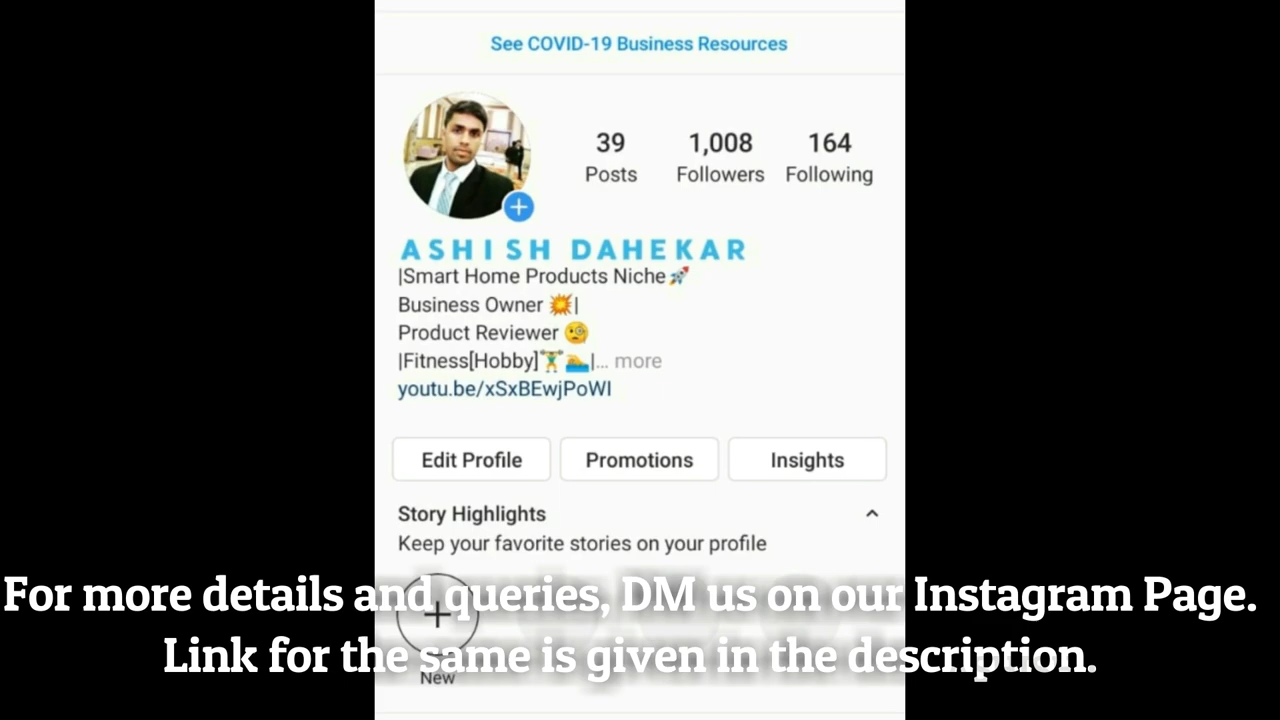 See COVID-19 Business Resources
39 1,008 164
Posts Followers Following
ASHISH DAHEKAR
|Smart Home Products Niche🚀
Business Owner 💥|
Product Reviewer 🧐
|Fitness[Hobby]🏋️🏊|... more
youtu.be/xSxBEwjPoWI
Edit Profile Promotions Insights
Story Highlights
Keep your favorite stories on your profile
For more details and queries, DM us on our Instagram Page.
Link for the same is given in the description.
New